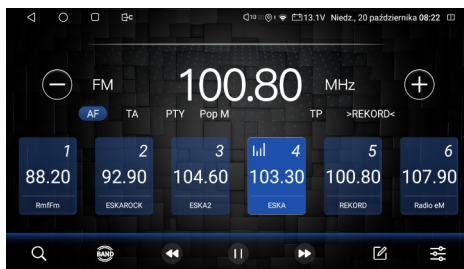 10 13.1V Niedz., 20 października 08:22
FM 100.80 MHz
AF TA PTY Pop M TP >REKORD<
1 2 3 4 5 6
88.20 92.90 104.60 103.30 100.80 107.90
RmfFm ESKAROCK ESKA2 ESKA REKORD Radio eM
BAND